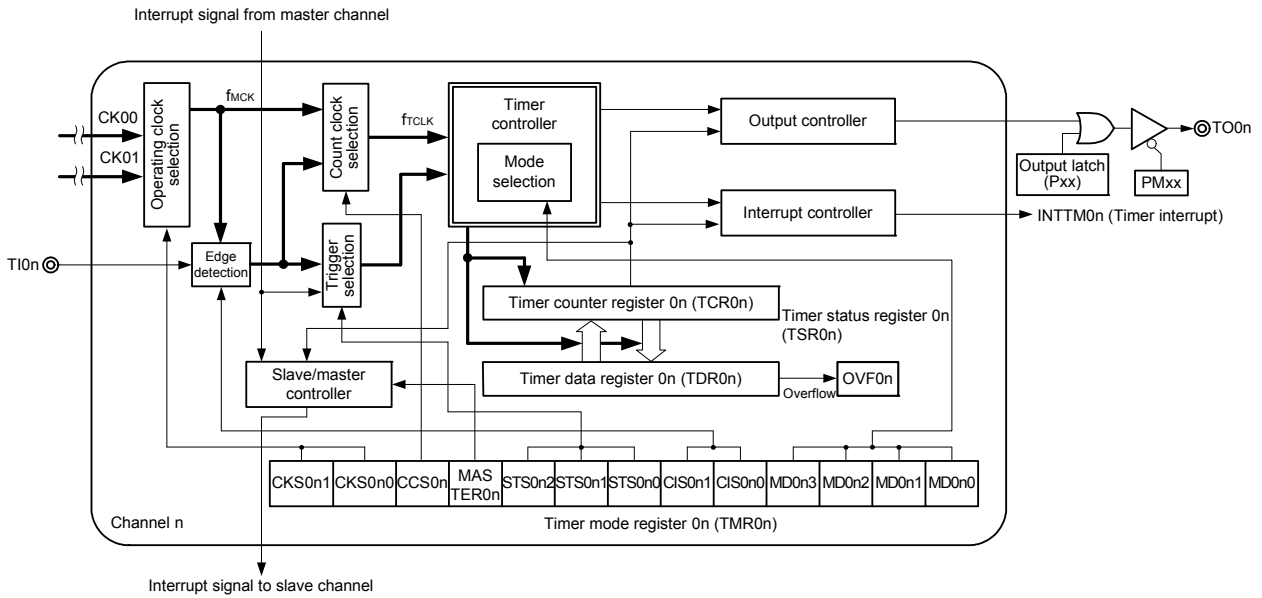 Interrupt signal from master channel
CK00
CK01
Operating clock
selection
fMCK
Count clock
selection
fTCLK
Timer
controller
Mode
selection
Output controller
Output latch
(Pxx)
PMxx
TO0n
Interrupt controller
INTTM0n (Timer interrupt)
TI0n
Edge
detection
Trigger
selection
Timer counter register 0n (TCR0n)
Timer status register 0n
(TSR0n)
Slave/master
controller
Timer data register 0n (TDR0n)
Overflow
OVF0n
CKS0n1
CKS0n0
CCS0n
MAS
TER0n
STS0n2
STS0n1
STS0n0
CIS0n1
CIS0n0
MD0n3
MD0n2
MD0n1
MD0n0
Channel n
Timer mode register 0n (TMR0n)
Interrupt signal to slave channel